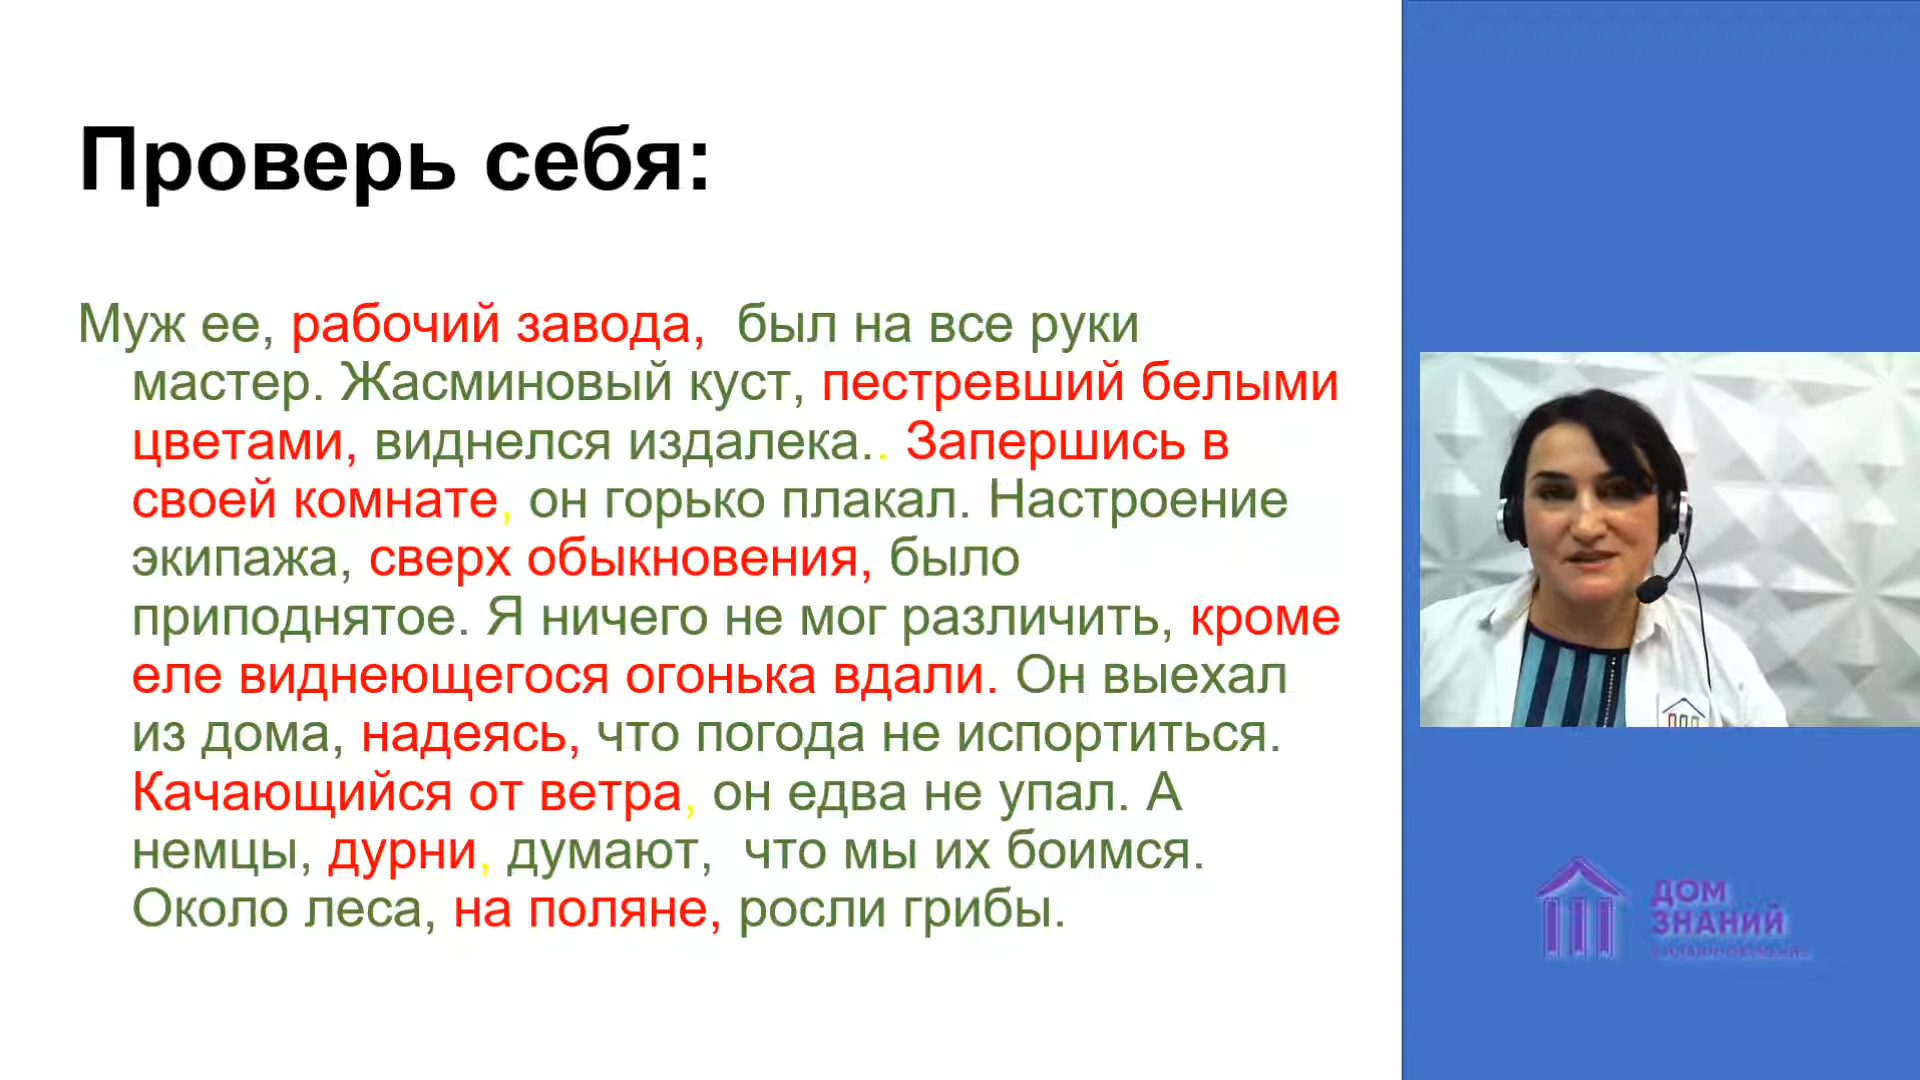 Проверь себя:
Муж ее, рабочий завода,  был на все руки
мастер. Жасминовый куст, пестревший белыми
цветами, виднелся издалека.. Запершись в
своей комнате, он горько плакал. Настроение
экипажа, сверх обыкновения, было
приподнятое. Я ничего не мог различить, кроме
еле виднеющегося огонька вдали. Он выехал
из дома, надеясь, что погода не испортиться.
Качающийся от ветра, он едва не упал. А
немцы, дурни, думают,  что мы их боимся.
Около леса, на поляне, росли грибы.
ДОМ
ЗНАНИЙ